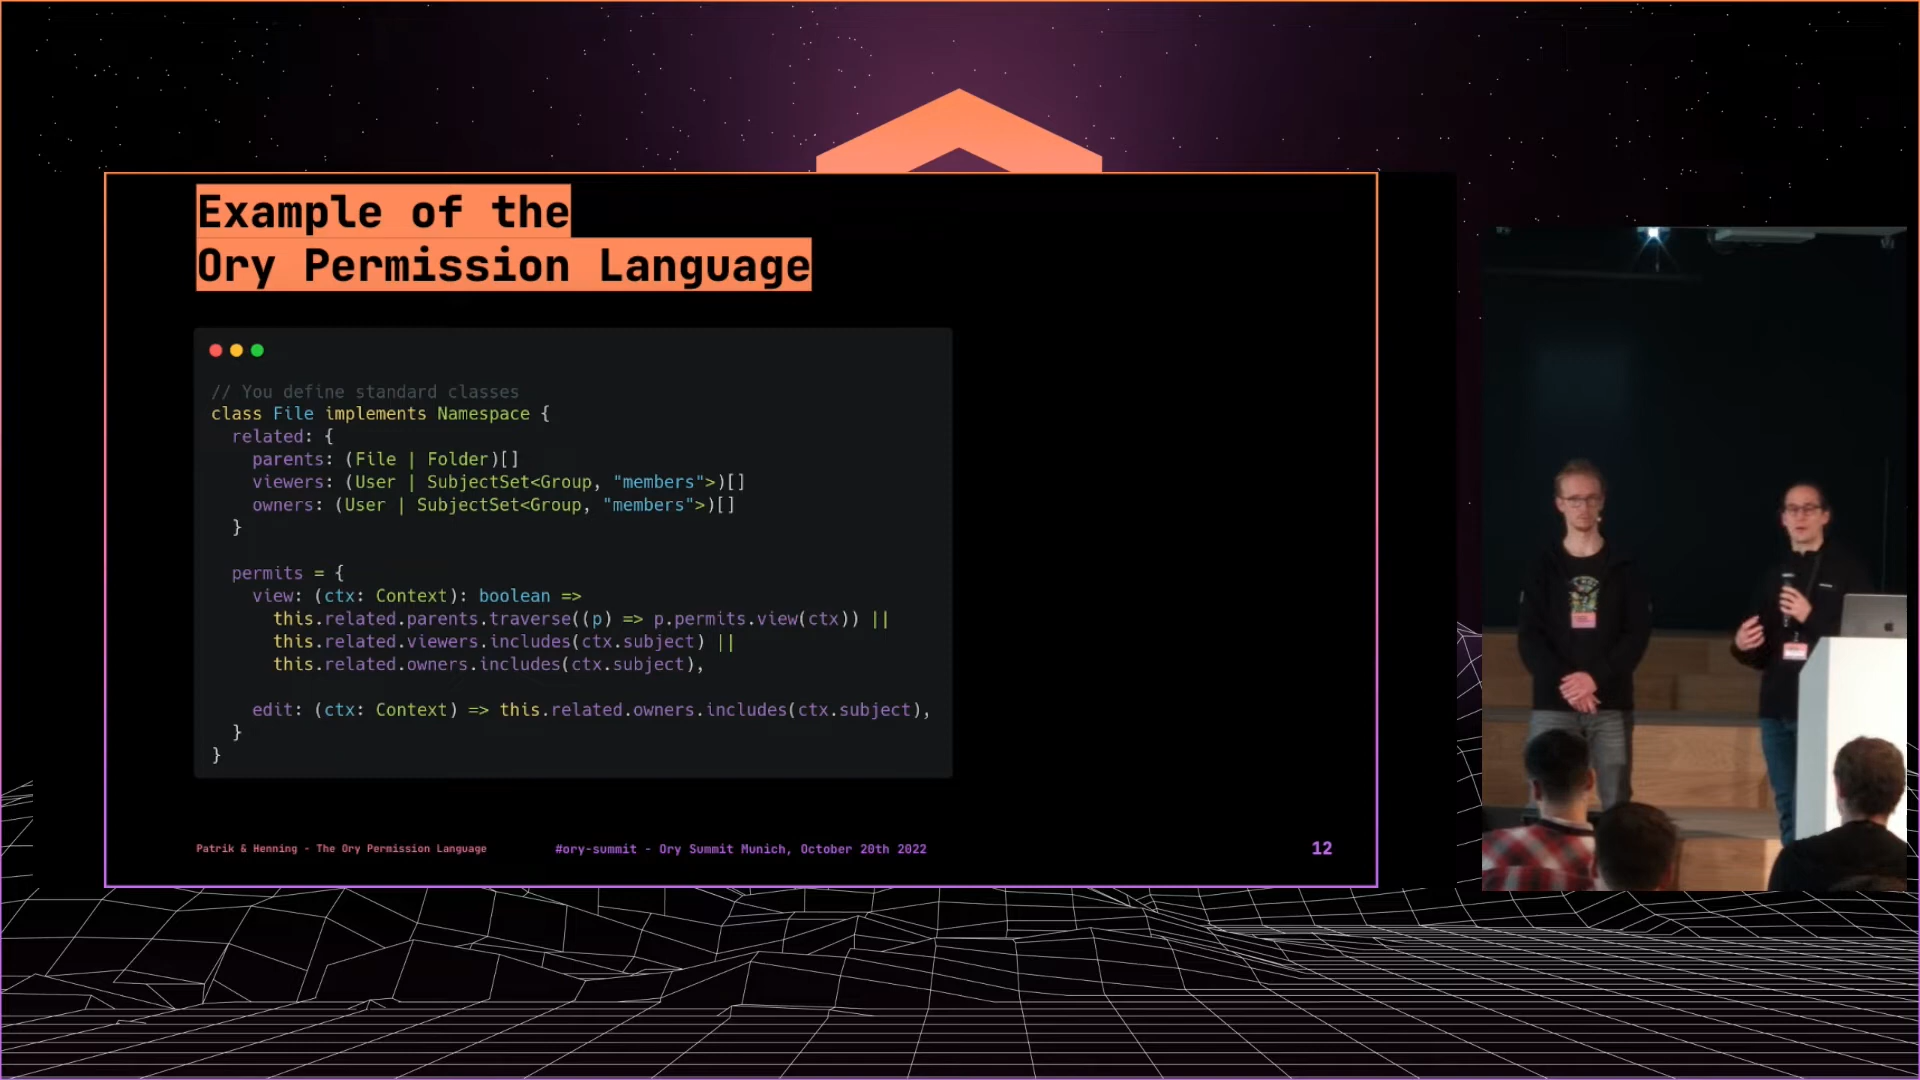 Example of the
Ory Permission Language
// You define standard classes
class File implements Namespace {
  related: {
    parents: (File | Folder)[]
    viewers: (User | SubjectSet<Group, "members">)[]
    owners: (User | SubjectSet<Group, "members">)[]
  }
  permits = {
    view: (ctx: Context): boolean =>
      this.related.parents.traverse((p) => p.permits.view(ctx)) ||
      this.related.viewers.includes(ctx.subject) ||
      this.related.owners.includes(ctx.subject),
    edit: (ctx: Context) => this.related.owners.includes(ctx.subject),
  }
}
Patrik & Henning - The Ory Permission Language
#ory-summit - Ory Summit Munich, October 20th 2022
12